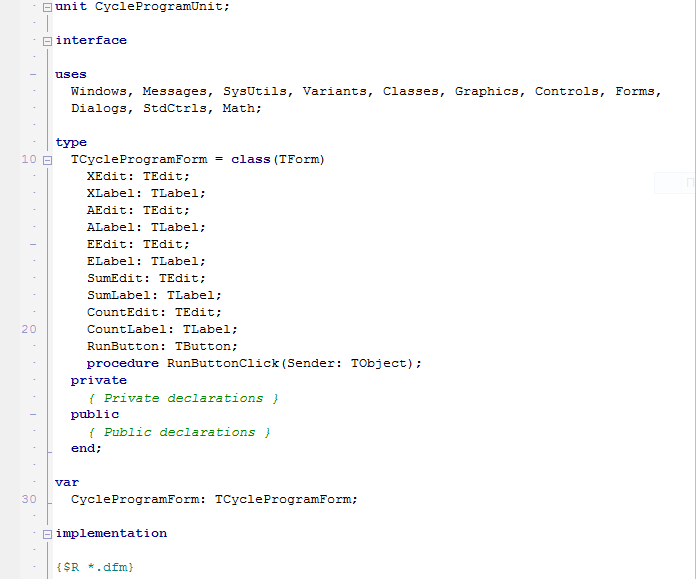 unit CycleProgramUnit;
interface
uses
Windows, Messages, SysUtils, Variants, Classes, Graphics, Controls, Forms,
Dialogs, StdCtrls, Math;
type
10 TCycleProgramForm = class(TForm)
XEdit: TEdit;
XLabel: TLabel;
AEdit: TEdit;
ALabel: TLabel;
EEdit: TEdit;
ELabel: TLabel;
SumEdit: TEdit;
SumLabel: TLabel;
CountEdit: TEdit;
20 CountLabel: TLabel;
RunButton: TButton;
procedure RunButtonClick(Sender: TObject);
private
{ Private declarations }
public
{ Public declarations }
end;
var
30 CycleProgramForm: TCycleProgramForm;
implementation
{$R *.dfm}